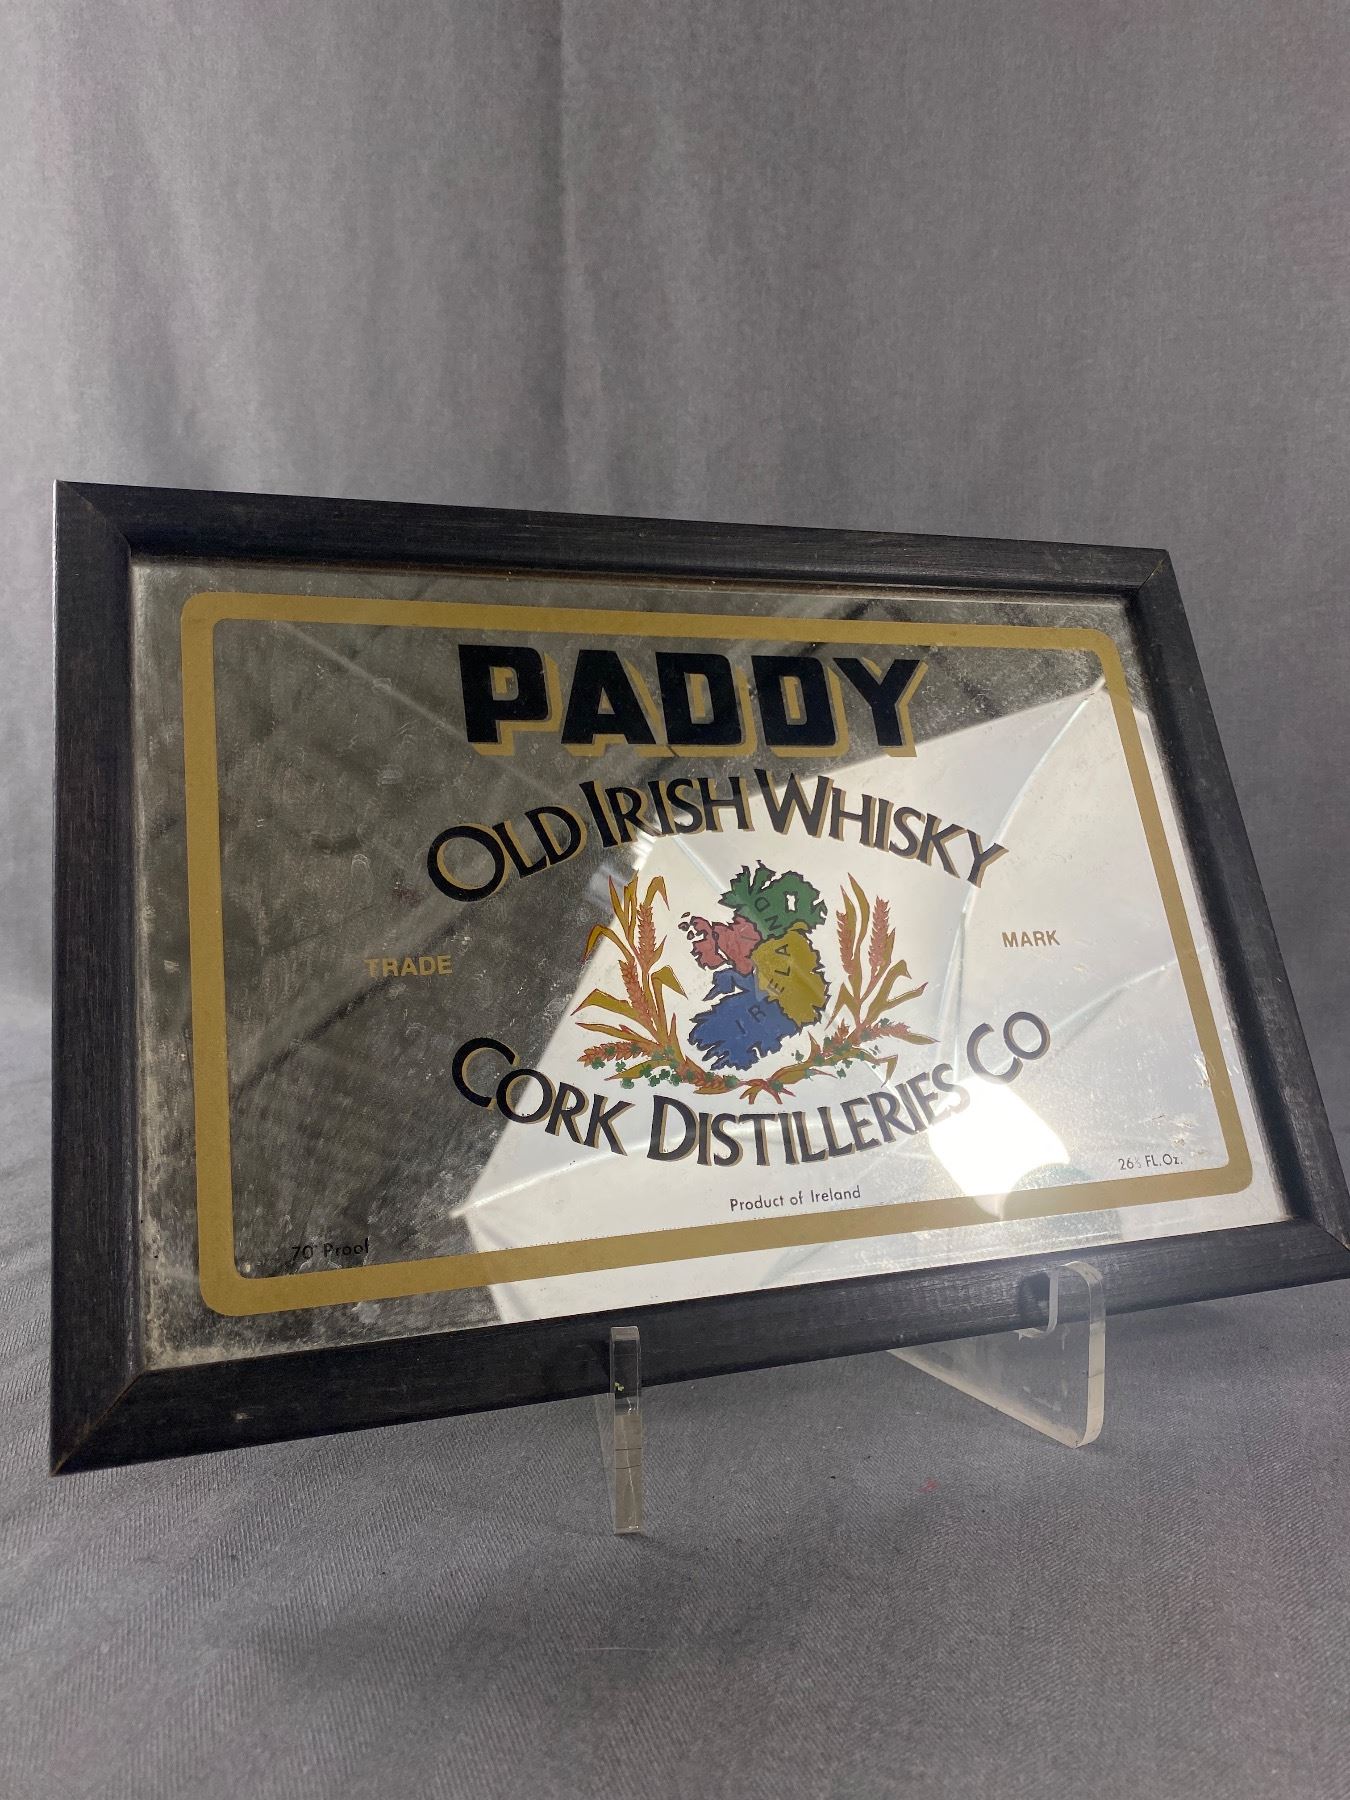 PADDY
OLD IRISH WHISKY
IRELAND
TRADE MARK
CORK DISTILLERIES CO
Product of Ireland
70° Proof
26⅔ FL. Oz.